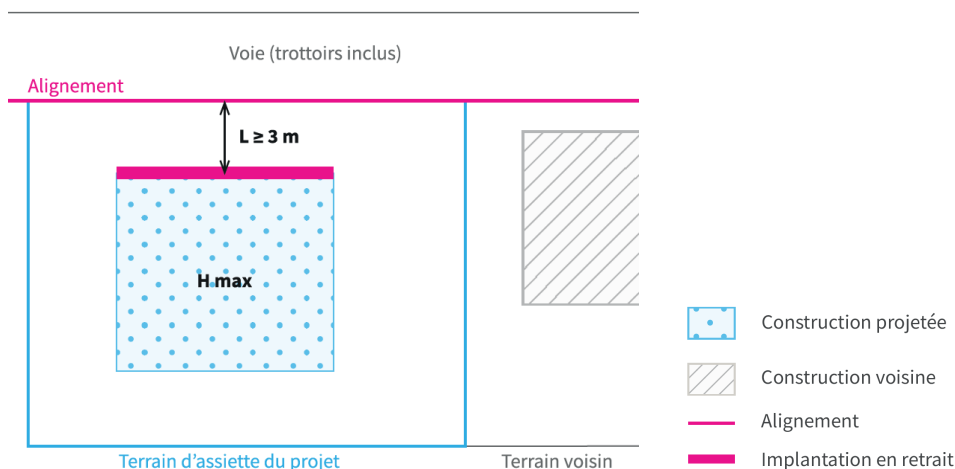 Voie (trottoirs inclus)
Alignement
L ≥ 3 m
H max
Terrain d'assiette du projet
Terrain voisin
Construction projetée
Construction voisine
Alignement
Implantation en retrait